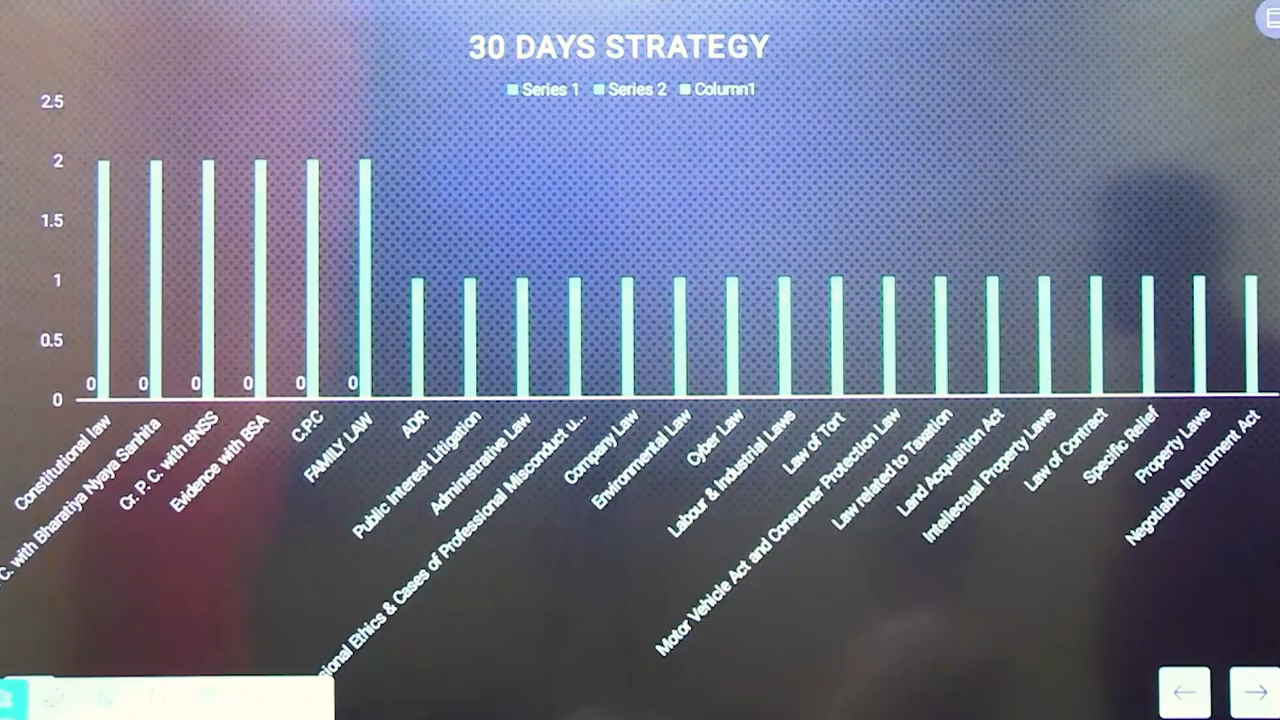 30 DAYS STRATEGY
Series 1 Series 2 Column1
2.5
2
1.5
1
0.5
0
0 0 0 0 0 0
Constitutional law
C. with Bharatiya Nyaya Sanhita
Cr. P. C. with BNSS
Evidence with BSA
C.P.C
FAMILY LAW
ADR
Public Interest Litigation
Administrative Law
sional Ethics & Cases of Professional Misconduct u...
Company Law
Environmental Law
Cyber Law
Labour & Industrial Laws
Law of Tort
Motor Vehicle Act and Consumer Protection Law
Law related to Taxation
Land Acquisition Act
Intellectual Property Laws
Law of Contract
Specific Relief
Property Laws
Negotiable Instrument Act